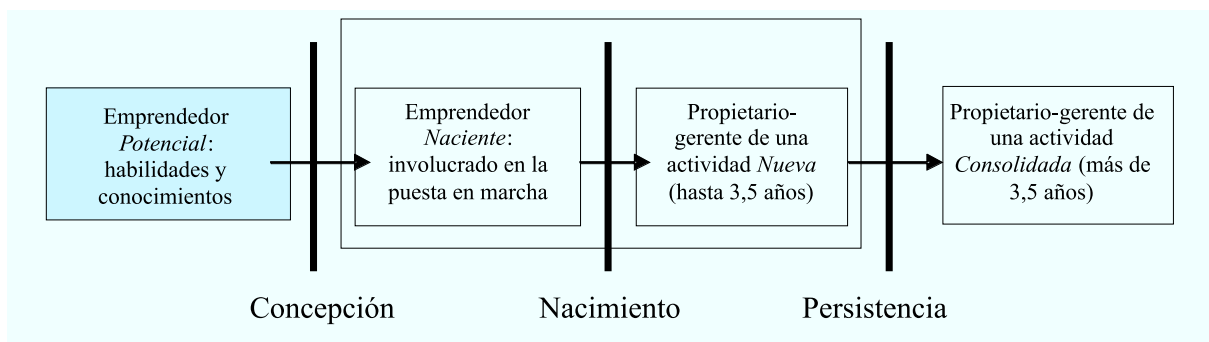 Emprendedor
Potencial:
habilidades y
conocimientos
Emprendedor
Naciente:
involucrado en la
puesta en marcha
Propietario-
gerente de una
actividad Nueva
(hasta 3,5 años)
Propietario-gerente de
una actividad
Consolidada (más de
3,5 años)
Concepción
Nacimiento
Persistencia